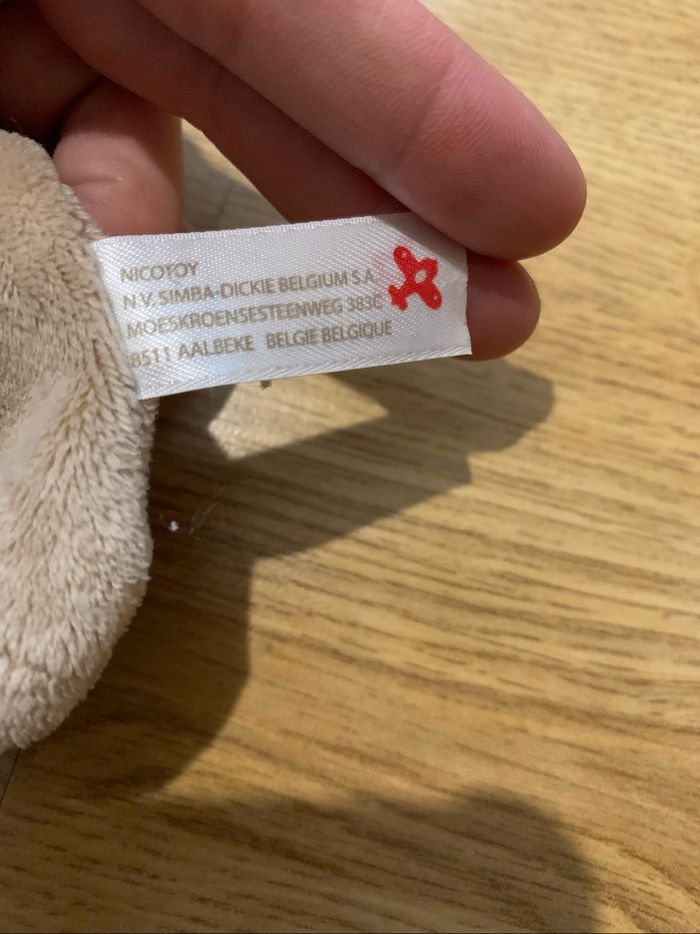 NICOTOY
N.V. SIMBA-DICKIE BELGIUM S.A.
MOESKROENSESTEENWEG 383C
8511 AALBEKE BELGIE BELGIQUE